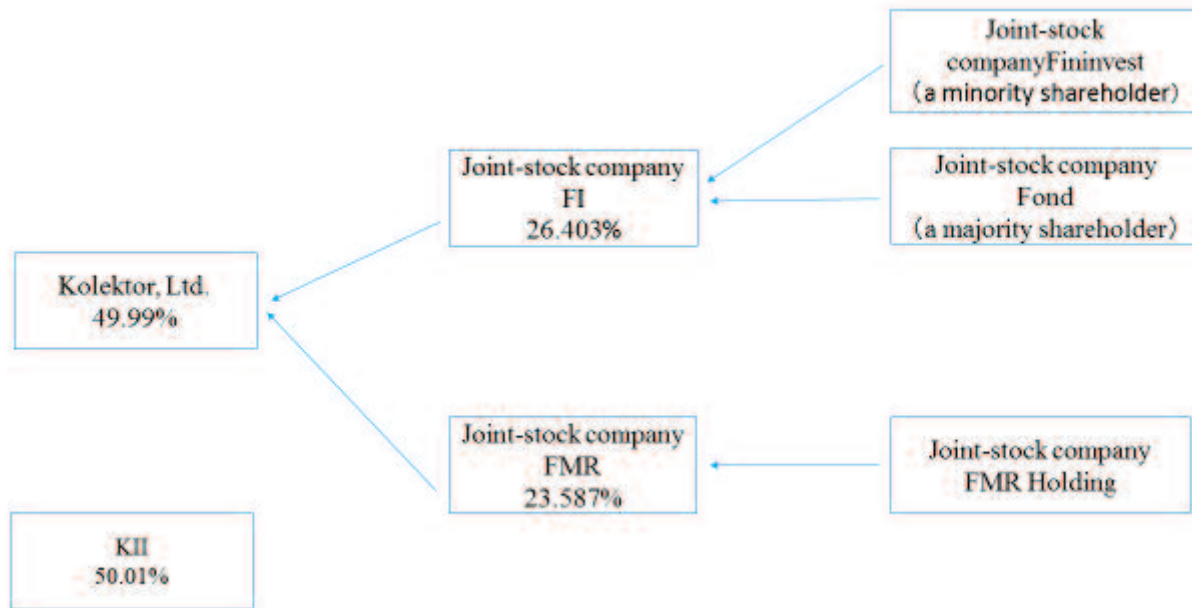 Joint-stock
companyFininvest
(a minority shareholder)
Joint-stock company
FI
26.403%
Joint-stock company
Fond
(a majority shareholder)
Kolektor, Ltd.
49.99%
Joint-stock company
FMR
23.587%
Joint-stock company
FMR Holding
KII
50.01%